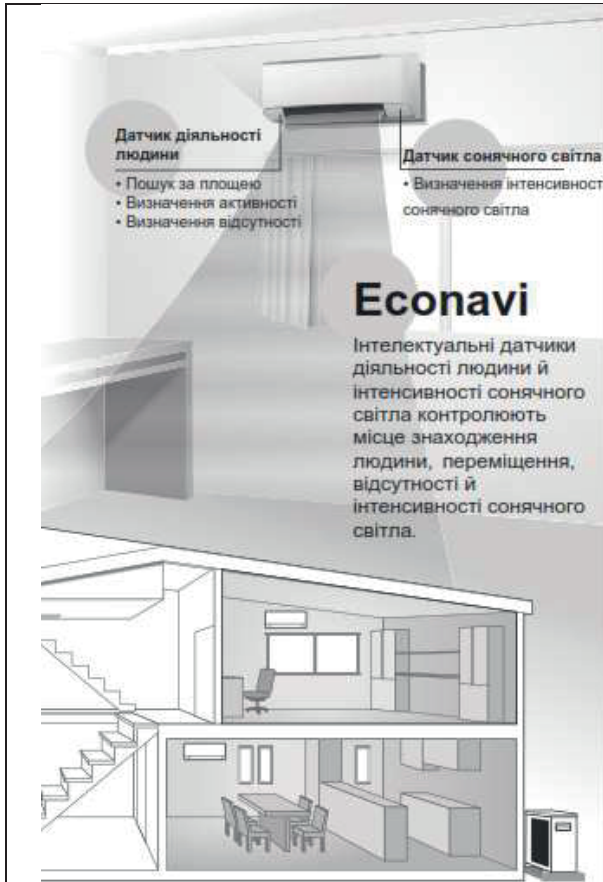 Датчик діяльності
людини
• Пошук за площею
• Визначення активності
• Визначення відсутності
Датчик сонячного світла
• Визначення інтенсивност
сонячного світла
Econavi
Інтелектуальні датчики
діяльності людини й
інтенсивності сонячного
світла контролюють
місце знаходження
людини, переміщення,
відсутності й
інтенсивності сонячного
світла.